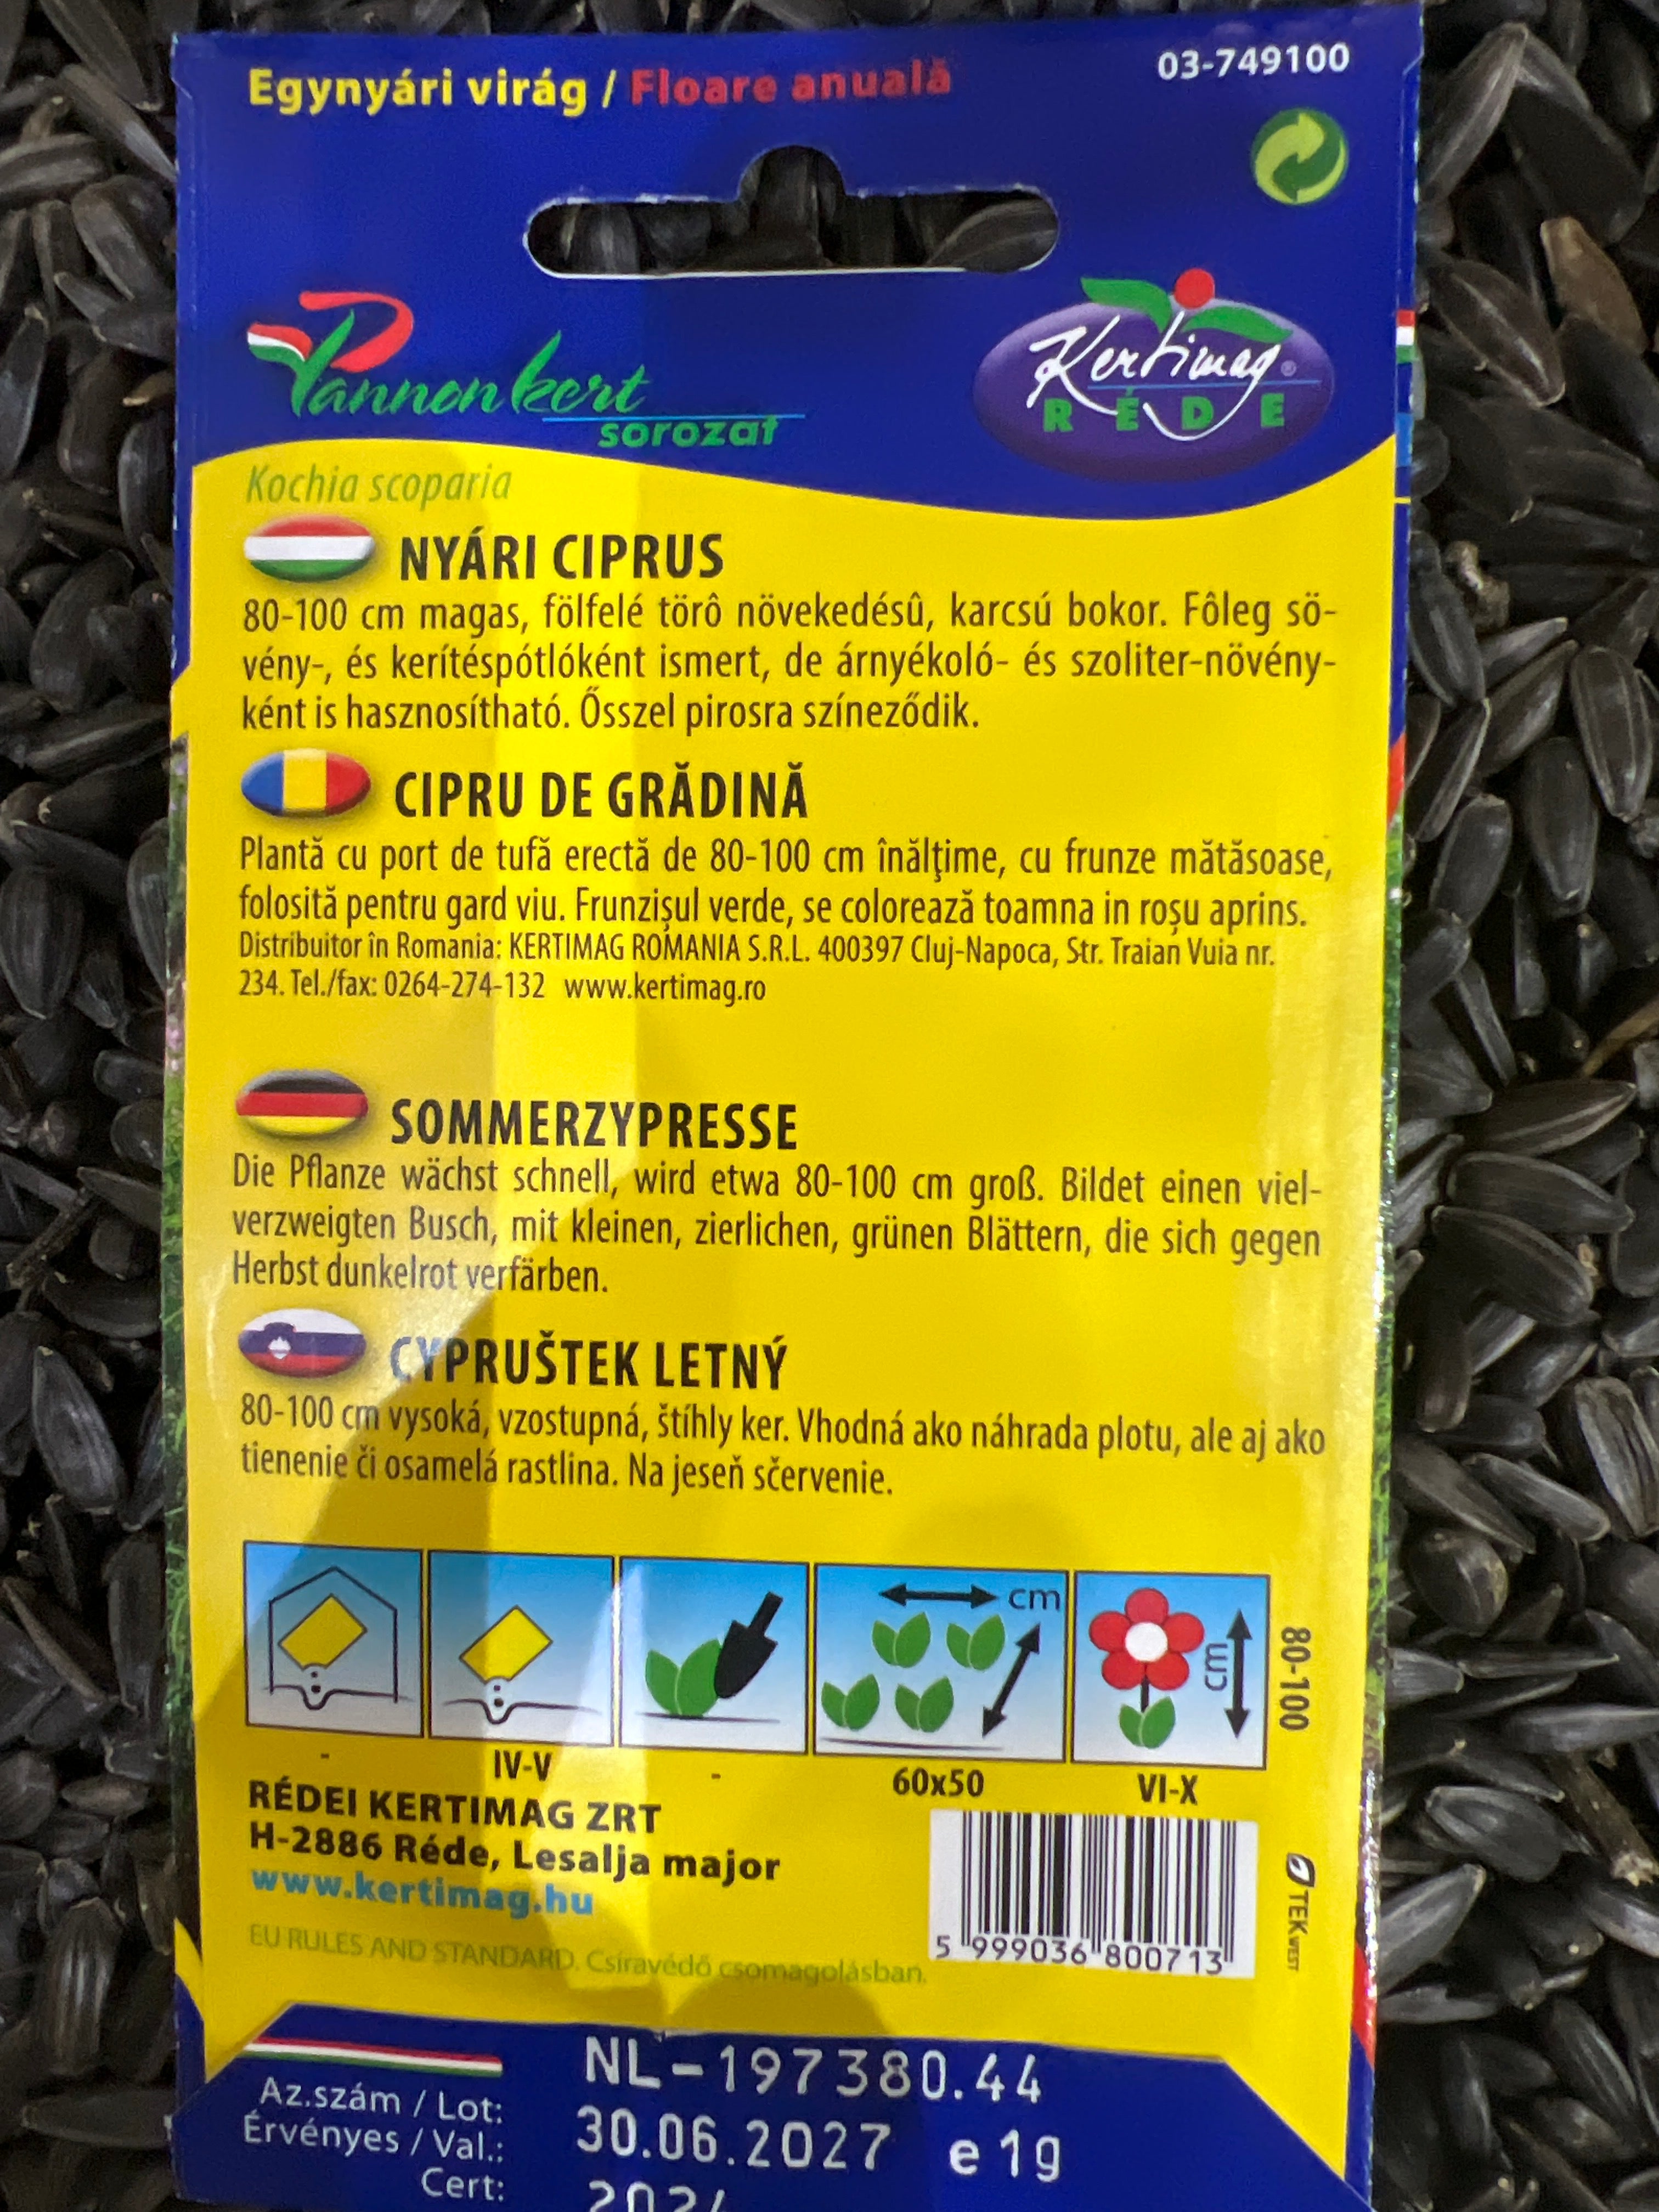 Egynyári virág / Floare anuală
03-749100
Pannonkert
sorozat
Kertimag®
RÉDE
Kochia scoparia
NYÁRI CIPRUS
80-100 cm magas, fölfelé törô növekedésû, karcsú bokor. Fôleg sö-
vény-, és kerítéspótlóként ismert, de árnyékoló- és szoliter-növény-
ként is hasznosítható. Ősszel pirosra színeződik.
CIPRU DE GRĂDINĂ
Plantă cu port de tufă erectă de 80-100 cm înălţime, cu frunze mătăsoase,
folosită pentru gard viu. Frunzişul verde, se colorează toamna in roşu aprins.
Distribuitor în Romania: KERTIMAG ROMANIA S.R.L. 400397 Cluj-Napoca, Str. Traian Vuia nr.
234. Tel./fax: 0264-274-132 www.kertimag.ro
SOMMERZYPRESSE
Die Pflanze wächst schnell, wird etwa 80-100 cm groß. Bildet einen viel-
verzweigten Busch, mit kleinen, zierlichen, grünen Blättern, die sich gegen
Herbst dunkelrot verfärben.
CYPRUŠTEK LETNÝ
80-100 cm vysoká, vzostupná, štíhly ker. Vhodná ako náhrada plotu, ale aj ako
tienenie či osamelá rastlina. Na jeseň sčervenie.
cm
cm
80-100
-
IV-V
-
60x50
VI-X
RÉDEI KERTIMAG ZRT
H-2886 Réde, Lesalja major
www.kertimag.hu
EU RULES AND STANDARD. Csíravédő csomagolásban.
5 999036 800713
TEKWEST
Az.szám / Lot: NL-197380.44
Érvényes / Val.: 30.06.2027 e 1g
Cert: 2024